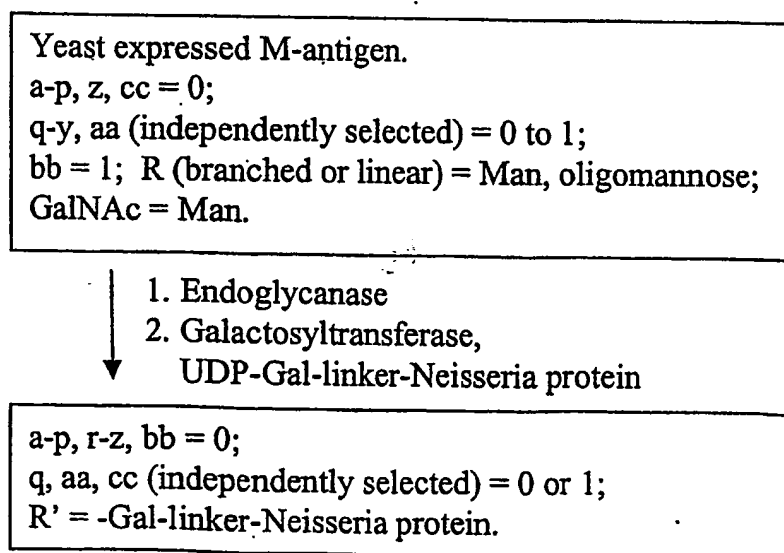 Yeast expressed M-antigen.
a-p, z, cc = 0;
q-y, aa (independently selected) = 0 to 1;
bb = 1; R (branched or linear) = Man, oligomannose;
GalNAc = Man.
1. Endoglycanase
2. Galactosyltransferase,
UDP-Gal-linker-Neisseria protein
a-p, r-z, bb = 0;
q, aa, cc (independently selected) = 0 or 1;
R' = -Gal-linker-Neisseria protein.